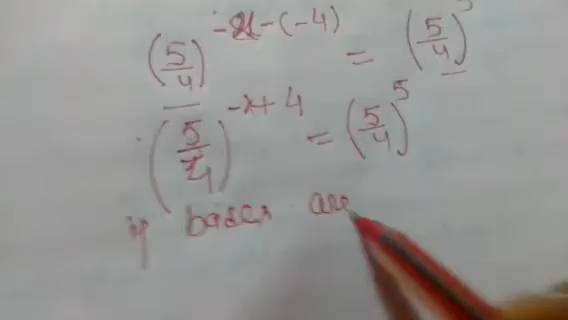 (5/4)^-x-(-4) = (5/4)^5
(5/4)^-x+4 = (5/4)^5
if bases are